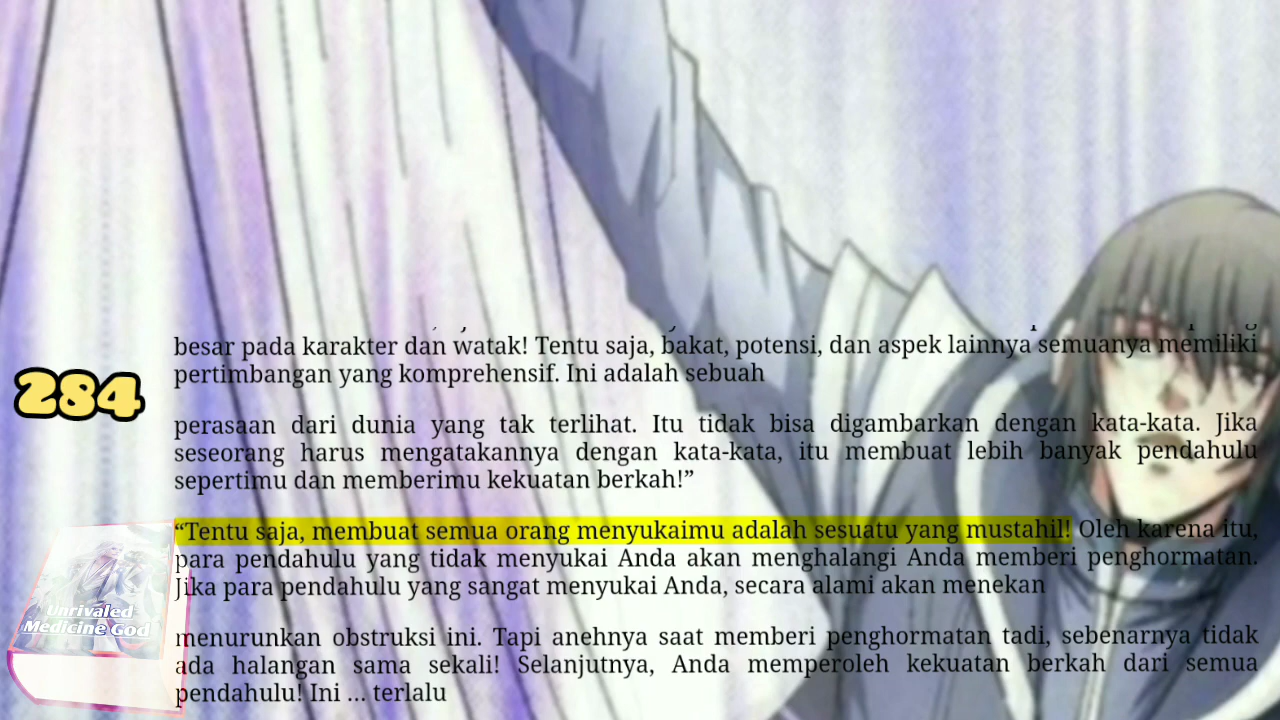 besar pada karakter dan watak! Tentu saja, bakat, potensi, dan aspek lainnya semuanya memiliki
pertimbangan yang komprehensif. Ini adalah sebuah
284
perasaan dari dunia yang tak terlihat. Itu tidak bisa digambarkan dengan kata-kata. Jika
seseorang harus mengatakannya dengan kata-kata, itu membuat lebih banyak pendahulu
sepertimu dan memberimu kekuatan berkah!”
“Tentu saja, membuat semua orang menyukaimu adalah sesuatu yang mustahil! Oleh karena itu,
para pendahulu yang tidak menyukai Anda akan menghalangi Anda memberi penghormatan.
Jika para pendahulu yang sangat menyukai Anda, secara alami akan menekan
Unrivaled
Medicine God
menurunkan obstruksi ini. Tapi anehnya saat memberi penghormatan tadi, sebenarnya tidak
ada halangan sama sekali! Selanjutnya, Anda memperoleh kekuatan berkah dari semua
pendahulu! Ini ... terlalu